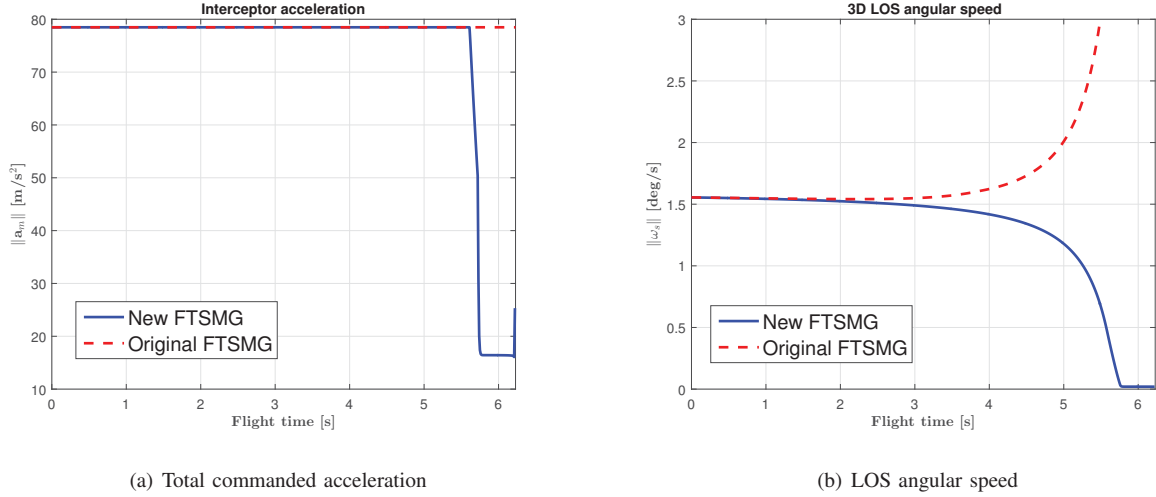 Interceptor acceleration
80
70
60
50
40
30
20
10
‖a_m‖ [m/s²]
New FTSMG
Original FTSMG
0 1 2 3 4 5 6
Flight time [s]
(a) Total commanded acceleration
3D LOS angular speed
3
2.5
2
1.5
1
0.5
0
‖ω_s‖ [deg/s]
New FTSMG
Original FTSMG
0 1 2 3 4 5 6
Flight time [s]
(b) LOS angular speed